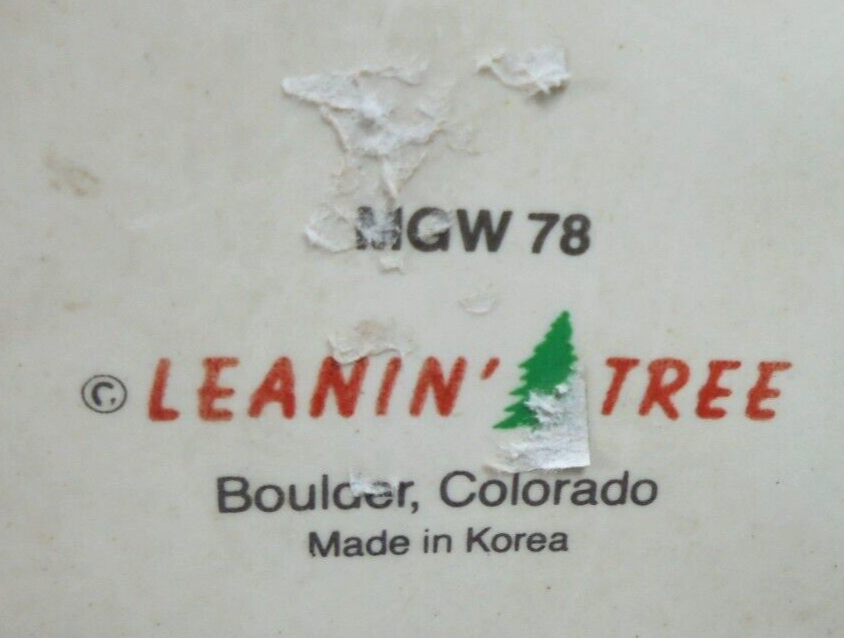 MGW 78
© LEANIN' TREE
Boulder, Colorado
Made in Korea